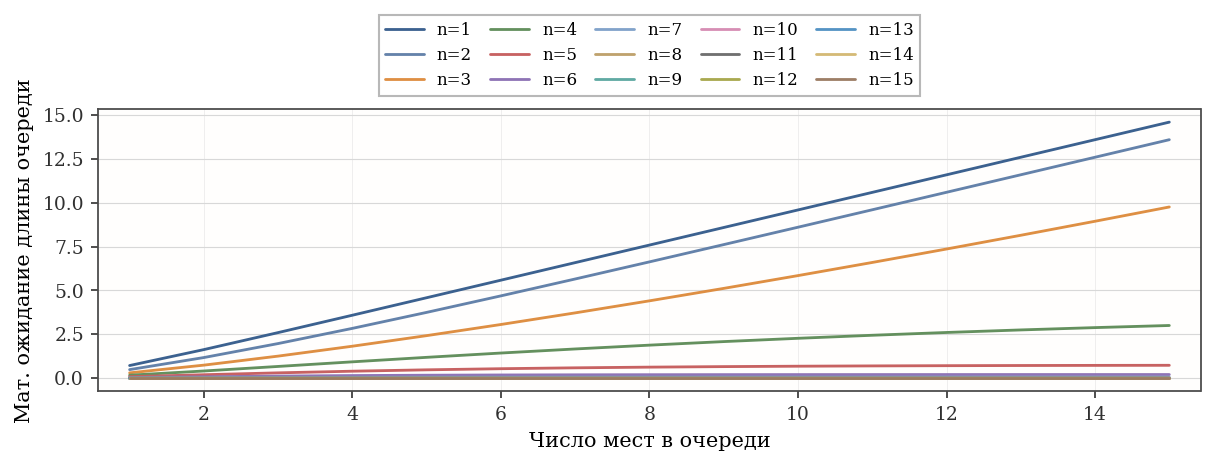 n=1 n=4 n=7 n=10 n=13
n=2 n=5 n=8 n=11 n=14
n=3 n=6 n=9 n=12 n=15
Мат. ожидание длины очереди
15.0
12.5
10.0
7.5
5.0
2.5
0.0
2 4 6 8 10 12 14
Число мест в очереди